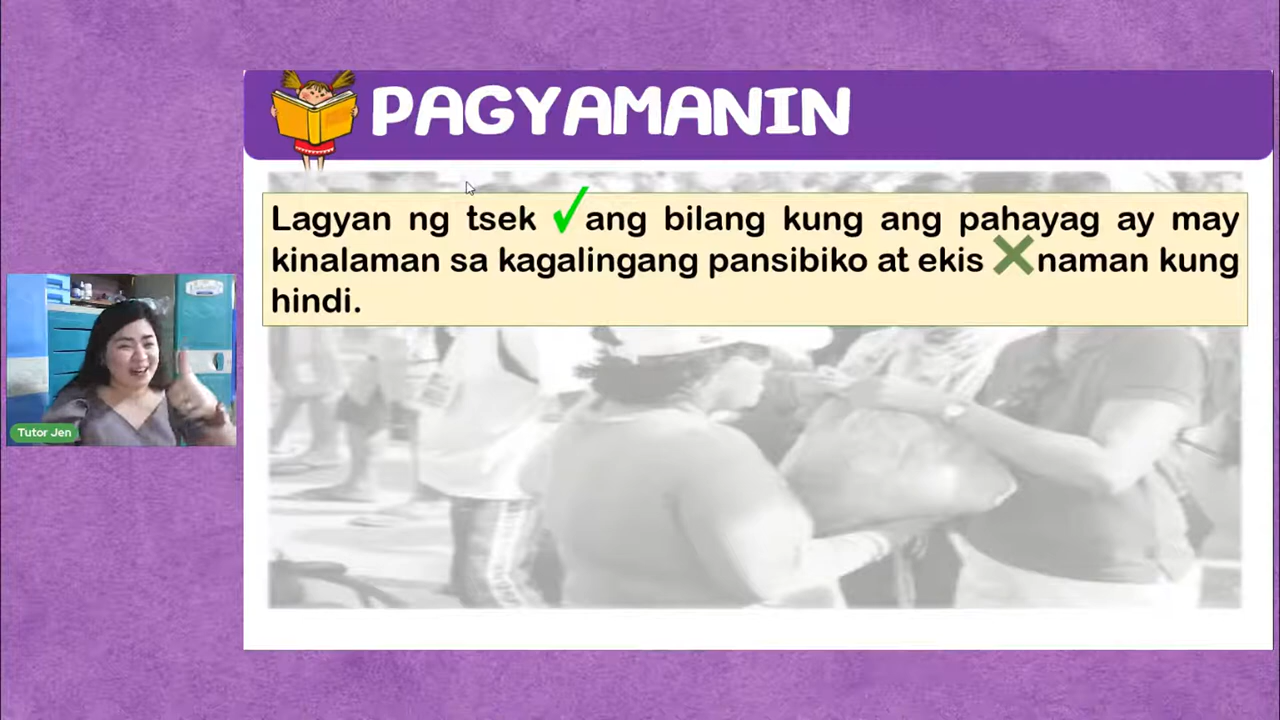 PAGYAMANIN
Lagyan ng tsek ✓ang bilang kung ang pahayag ay may
kinalaman sa kagalingang pansibiko at ekis ✕naman kung
hindi.
Tutor Jen